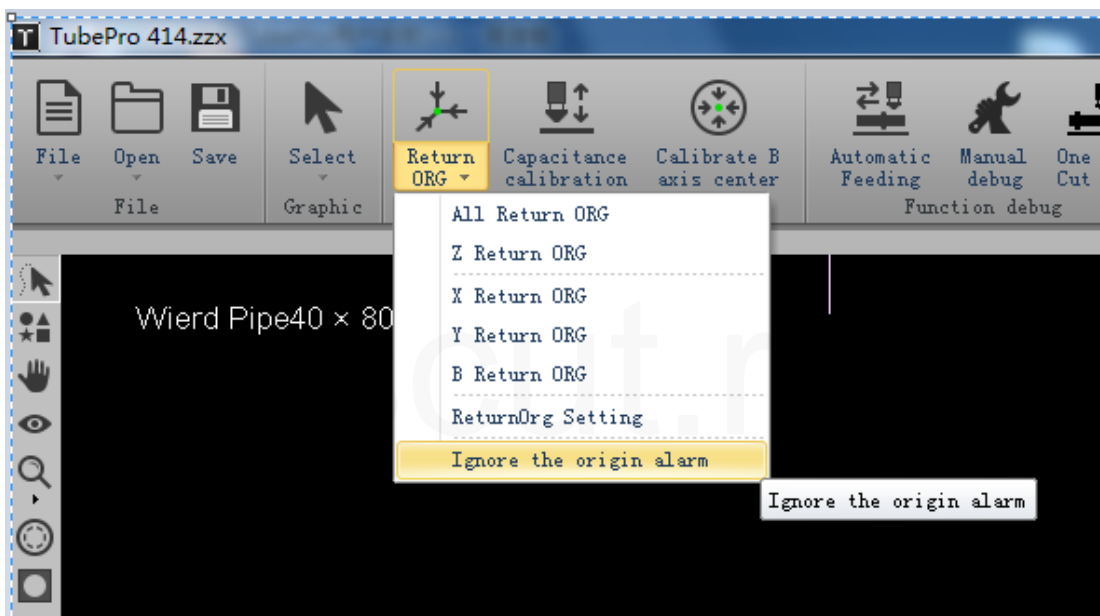 TubePro 414.zzx
File
Open
Save
Select
Return
ORG
Capacitance
calibration
Calibrate B
axis center
Automatic
Feeding
Manual
debug
One
Cut
File
Graphic
Function debug
All Return ORG
Z Return ORG
X Return ORG
Y Return ORG
B Return ORG
ReturnOrg Setting
Ignore the origin alarm
Ignore the origin alarm
Wierd Pipe40 × 80